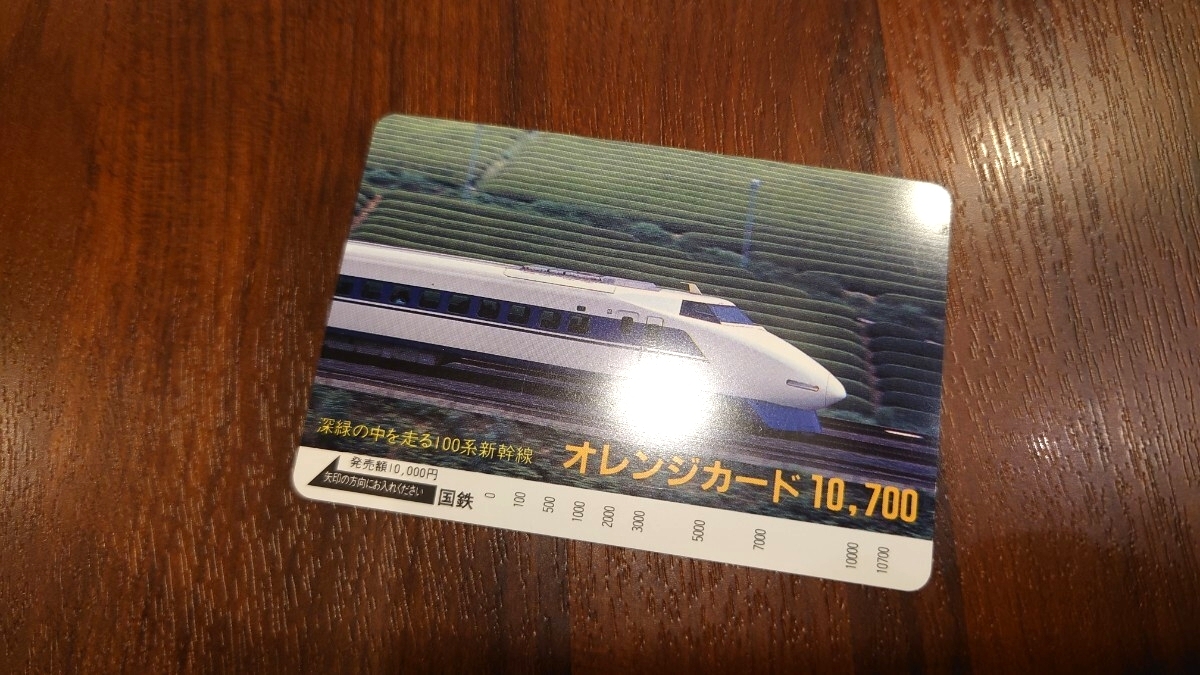 深緑の中を走る100系新幹線
オレンジカード 10,700
発売額10,000円
矢印の方向にお入れください
国鉄 0 100 500 1000 2000 3000 5000 7000 10000 10700